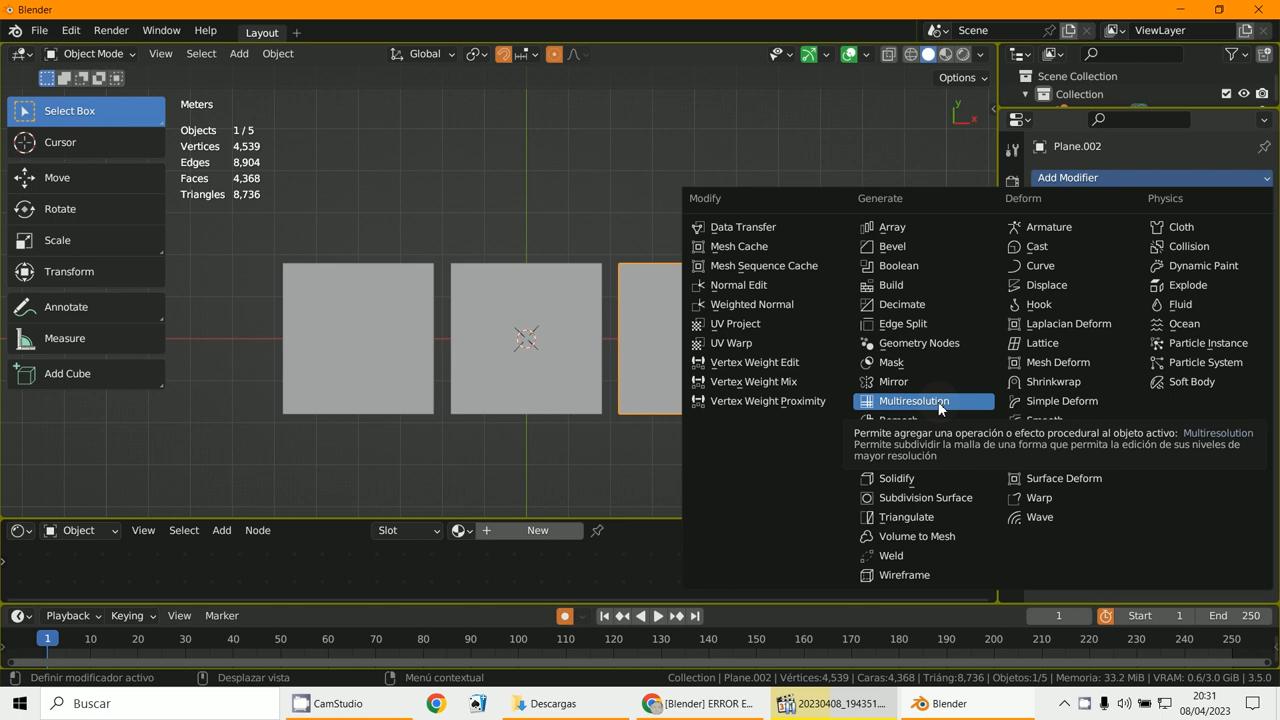 Blender
File Edit Render Window Help Layout + Scene ViewLayer
Object Mode View Select Add Object Global
Options
Select Box
Cursor
Move
Rotate
Scale
Transform
Annotate
Measure
Add Cube
Meters
Objects 1 / 5
Vertices 4,539
Edges 8,904
Faces 4,368
Triangles 8,736
y
x
Scene Collection
Collection
Plane.002
Add Modifier
Modify
Data Transfer
Mesh Cache
Mesh Sequence Cache
Normal Edit
Weighted Normal
UV Project
UV Warp
Vertex Weight Edit
Vertex Weight Mix
Vertex Weight Proximity
Generate
Array
Bevel
Boolean
Build
Decimate
Edge Split
Geometry Nodes
Mask
Mirror
Multiresolution
Solidify
Subdivision Surface
Triangulate
Volume to Mesh
Weld
Wireframe
Deform
Armature
Cast
Curve
Displace
Hook
Laplacian Deform
Lattice
Mesh Deform
Shrinkwrap
Simple Deform
Surface Deform
Warp
Wave
Physics
Cloth
Collision
Dynamic Paint
Explode
Fluid
Ocean
Particle Instance
Particle System
Soft Body
Permite agregar una operación o efecto procedural al objeto activo: Multiresolution
Permite subdividir la malla de una forma que permita la edición de sus niveles de
mayor resolución
Object View Select Add Node Slot + New
Playback Keying View Marker 1 Start 1 End 250
1 10 20 30 40 50 60 70 80 90 100 110 120 130 140 150 160 170 180 190 200 210 220 230 240 250
Definir modificador activo Desplazar vista Menú contextual Collection | Plane.002 | Vértices:4,539 | Caras:4,368 | Triáng:8,736 | Objetos:1/5 | Memoria: 33.2 MiB | VRAM: 0.6/3.0 GiB | 3.5.0
Buscar CamStudio Descargas [Blender] ERROR E... 20230408_194351.... Blender 20:31
08/04/2023